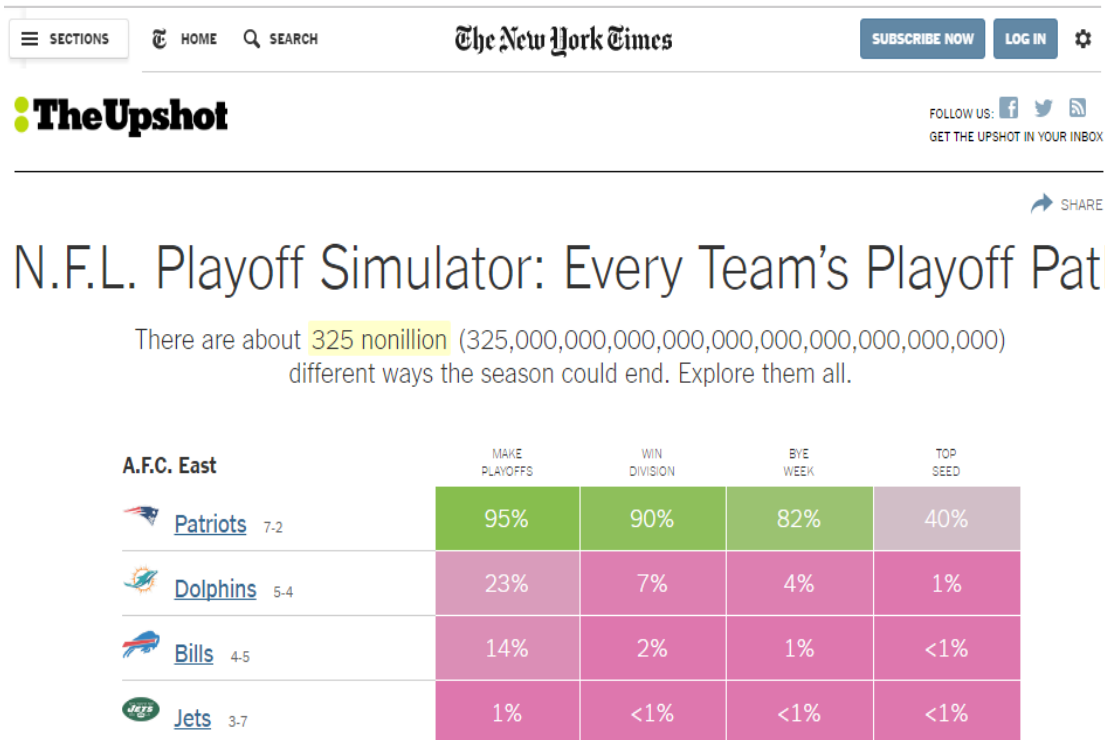 SECTIONS HOME SEARCH The New York Times SUBSCRIBE NOW LOG IN
:TheUpshot
FOLLOW US:
GET THE UPSHOT IN YOUR INBOX
SHARE
N.F.L. Playoff Simulator: Every Team's Playoff Pat
There are about 325 nonillion (325,000,000,000,000,000,000,000,000,000,000)
different ways the season could end. Explore them all.
A.F.C. East MAKE PLAYOFFS WIN DIVISION BYE WEEK TOP SEED
Patriots 7-2 95% 90% 82% 40%
Dolphins 5-4 23% 7% 4% 1%
Bills 4-5 14% 2% 1% <1%
JETS Jets 3-7 1% <1% <1% <1%